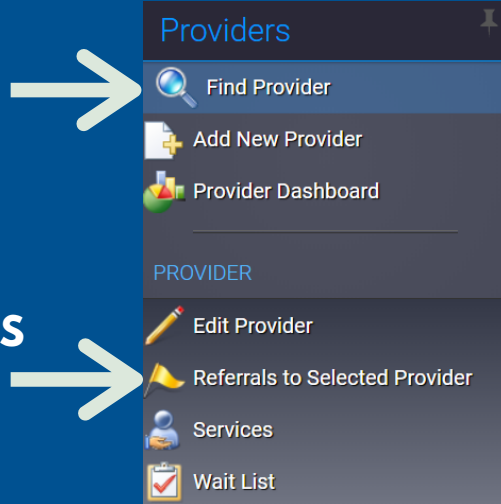 Providers
Find Provider
Add New Provider
Provider Dashboard
PROVIDER
Edit Provider
s
Referrals to Selected Provider
Services
Wait List